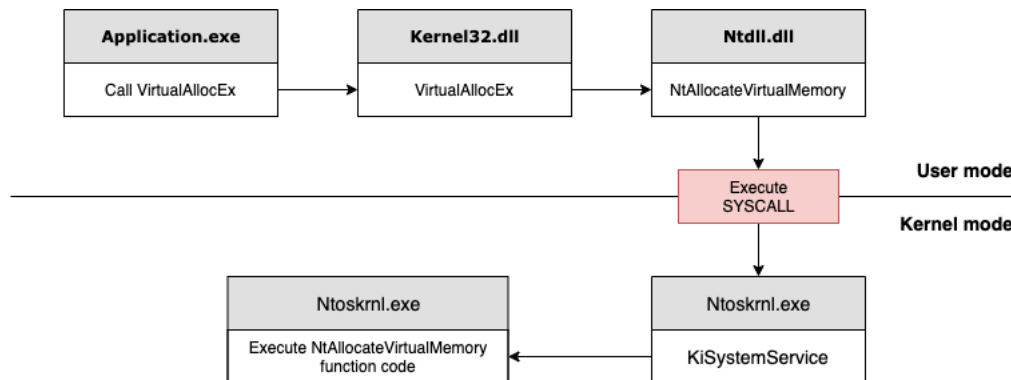 Application.exe
Call VirtualAllocEx
Kernel32.dll
VirtualAllocEx
Ntdll.dll
NtAllocateVirtualMemory
Execute
SYSCALL
User mode
Kernel mode
Ntoskrnl.exe
Execute NtAllocateVirtualMemory
function code
Ntoskrnl.exe
KiSystemService